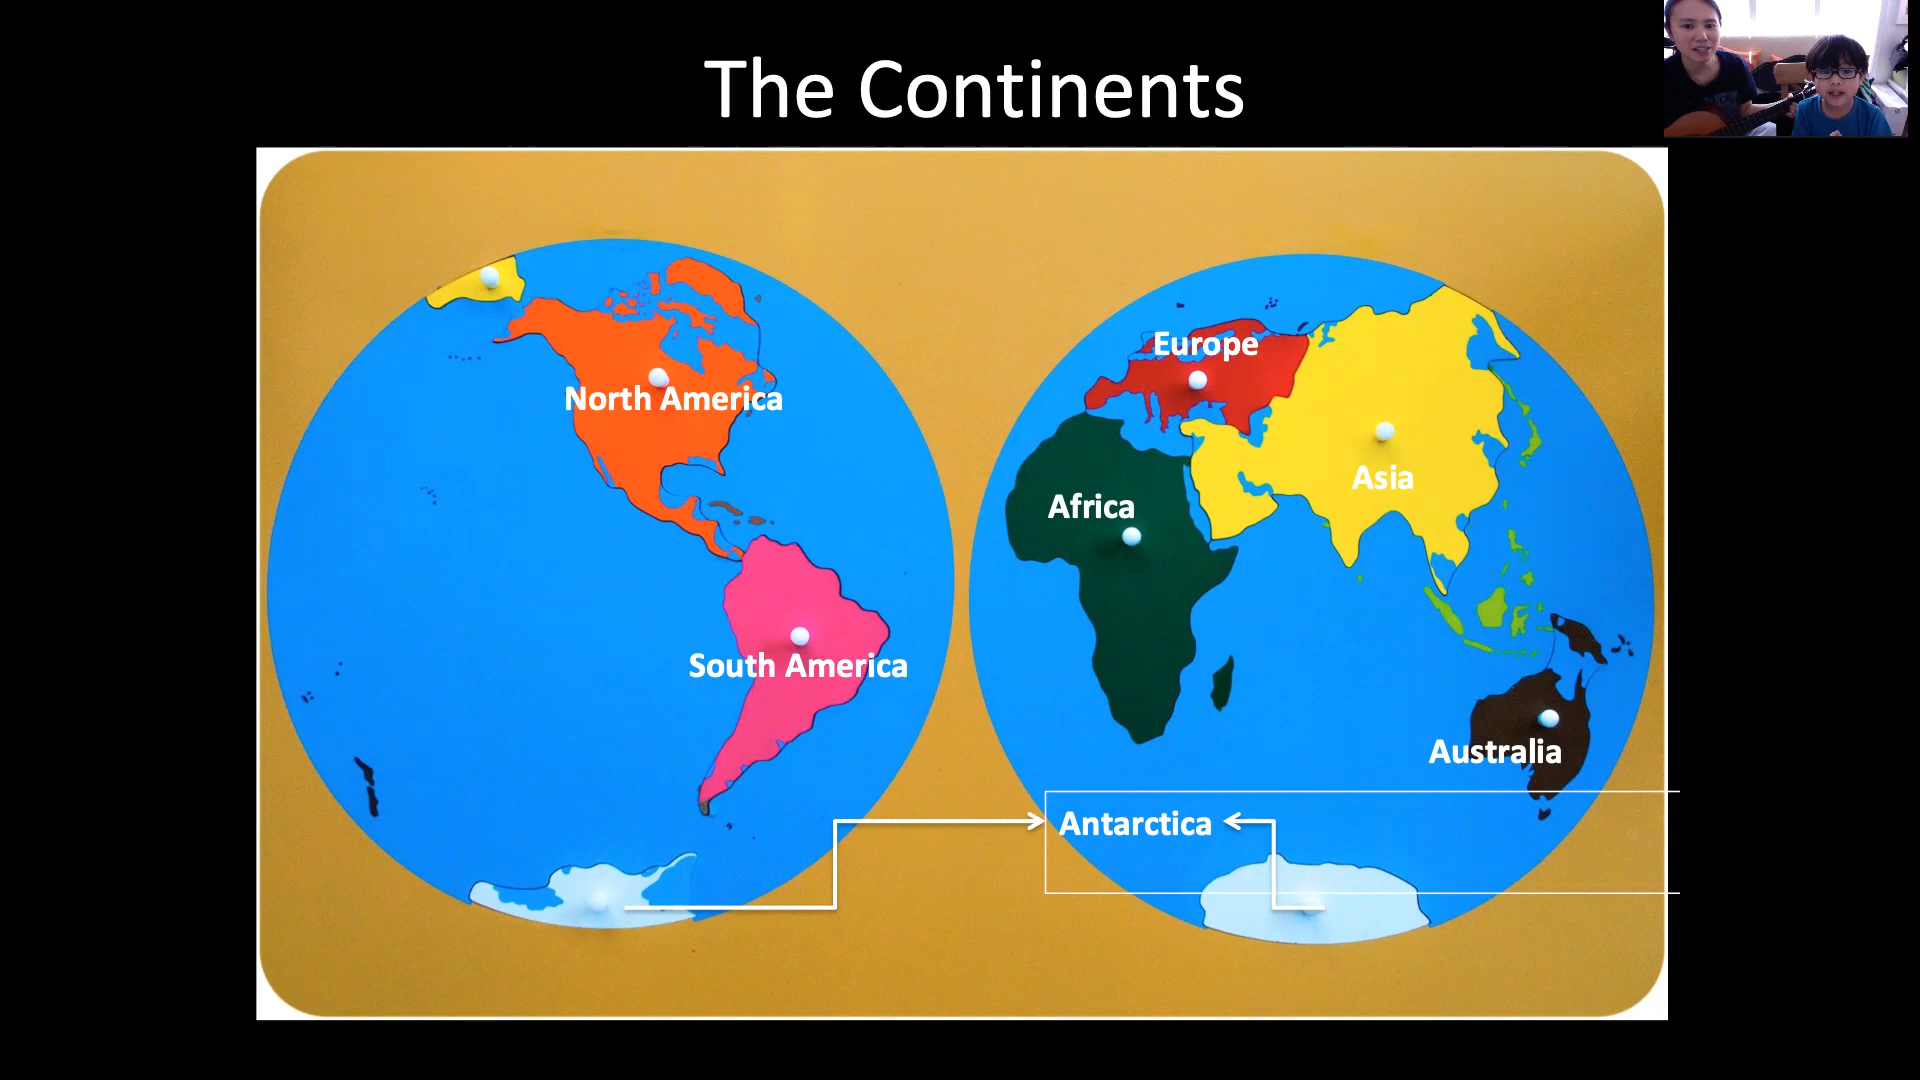 The Continents
Europe
North America
Asia
Africa
South America
Australia
Antarctica